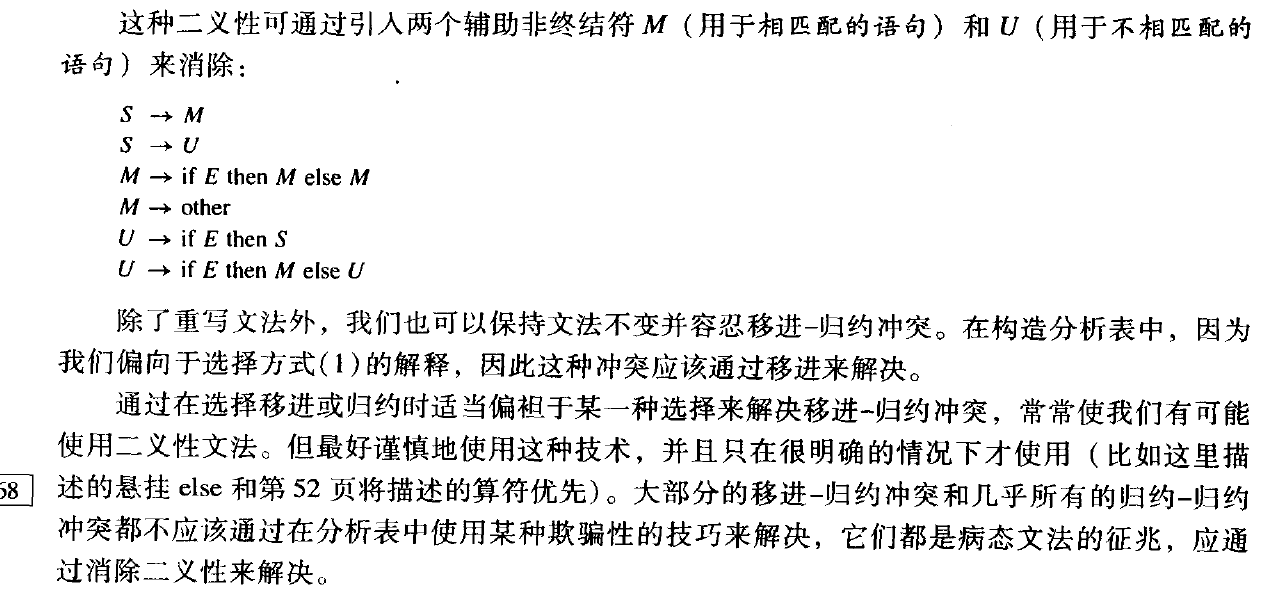 这种二义性可通过引入两个辅助非终结符 M（用于相匹配的语句）和 U（用于不相匹配的
语句）来消除：
S → M
S → U
M → if E then M else M
M → other
U → if E then S
U → if E then M else U
除了重写文法外，我们也可以保持文法不变并容忍移进-归约冲突。在构造分析表中，因为
我们偏向于选择方式(1)的解释，因此这种冲突应该通过移进来解决。
通过在选择移进或归约时适当偏袒于某一种选择来解决移进-归约冲突，常常使我们有可能
使用二义性文法。但最好谨慎地使用这种技术，并且只在很明确的情况下才使用（比如这里描
58 述的悬挂 else 和第 52 页将描述的算符优先）。大部分的移进-归约冲突和几乎所有的归约-归约
冲突都不应该通过在分析表中使用某种欺骗性的技巧来解决，它们都是病态文法的征兆，应通
过消除二义性来解决。